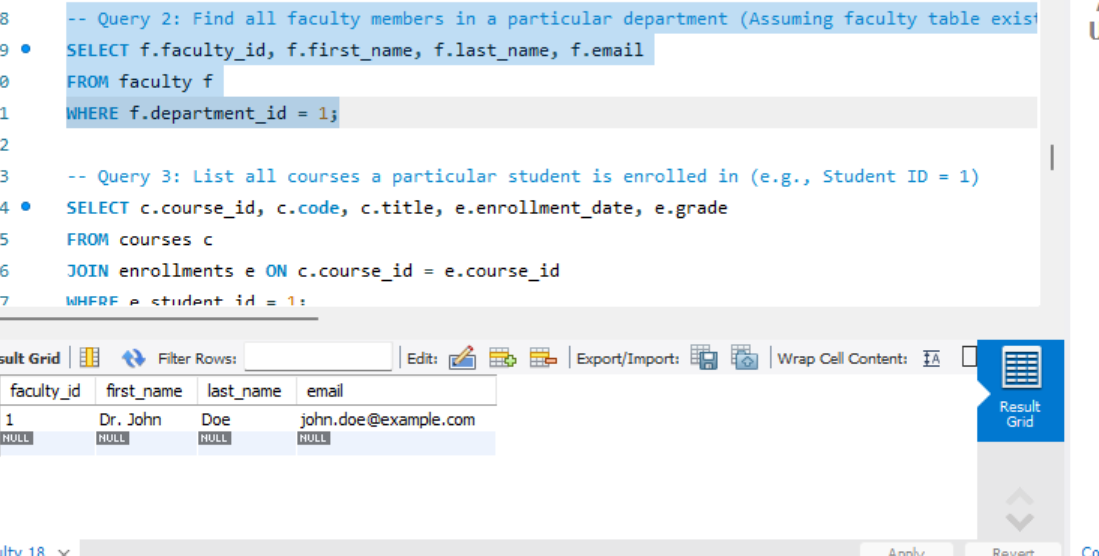 8 -- Query 2: Find all faculty members in a particular department (Assuming faculty table exist
9 SELECT f.faculty_id, f.first_name, f.last_name, f.email
0 FROM faculty f
1 WHERE f.department_id = 1;
2
3 -- Query 3: List all courses a particular student is enrolled in (e.g., Student ID = 1)
4 SELECT c.course_id, c.code, c.title, e.enrollment_date, e.grade
5 FROM courses c
6 JOIN enrollments e ON c.course_id = e.course_id
7 WHERE e.student_id = 1;
sult Grid Filter Rows: Edit: Export/Import: Wrap Cell Content: IA
faculty_id first_name last_name email
1 Dr. John Doe john.doe@example.com
NULL NULL NULL NULL
Result
Grid
ulty 18 × Apply Revert Co